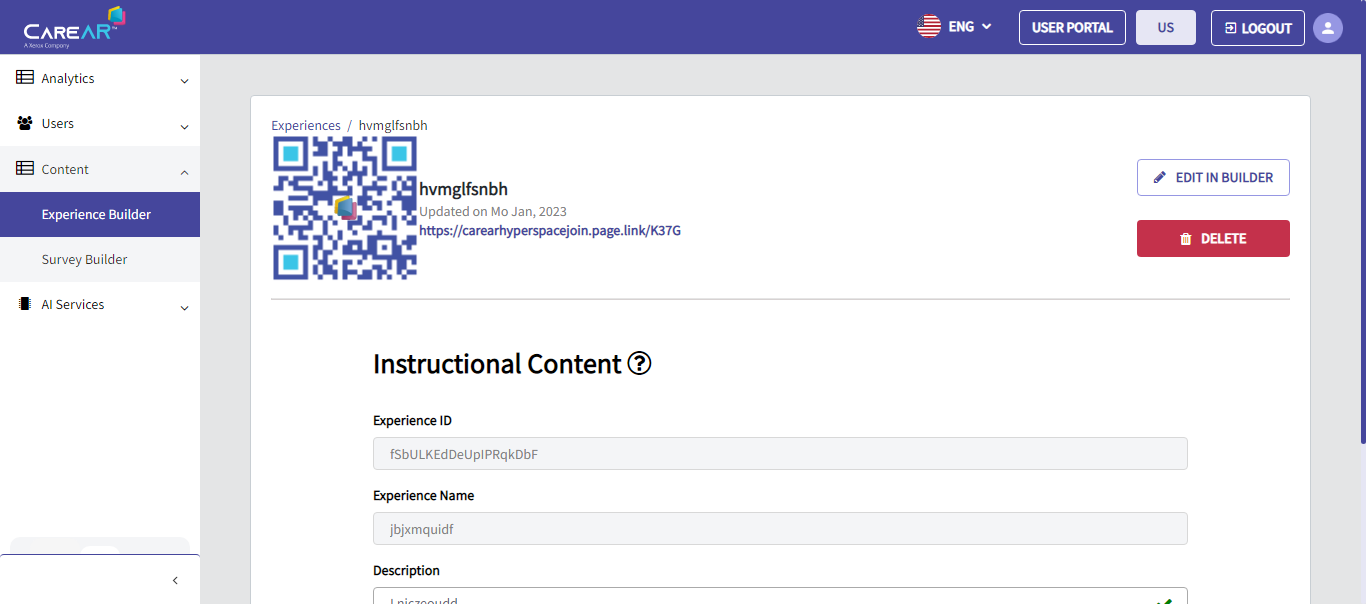 CAREAR™
A Xerox Company
ENG
USER PORTAL
US
LOGOUT
Analytics
Users
Content
Experience Builder
Survey Builder
AI Services
Experiences / hvmglfsnbh
hvmglfsnbh
Updated on Mo Jan, 2023
https://carearhyperspacejoin.page.link/K37G
EDIT IN BUILDER
DELETE
Instructional Content
Experience ID
fSbULKEdDeUpIPRqkDbF
Experience Name
jbjxmquidf
Description